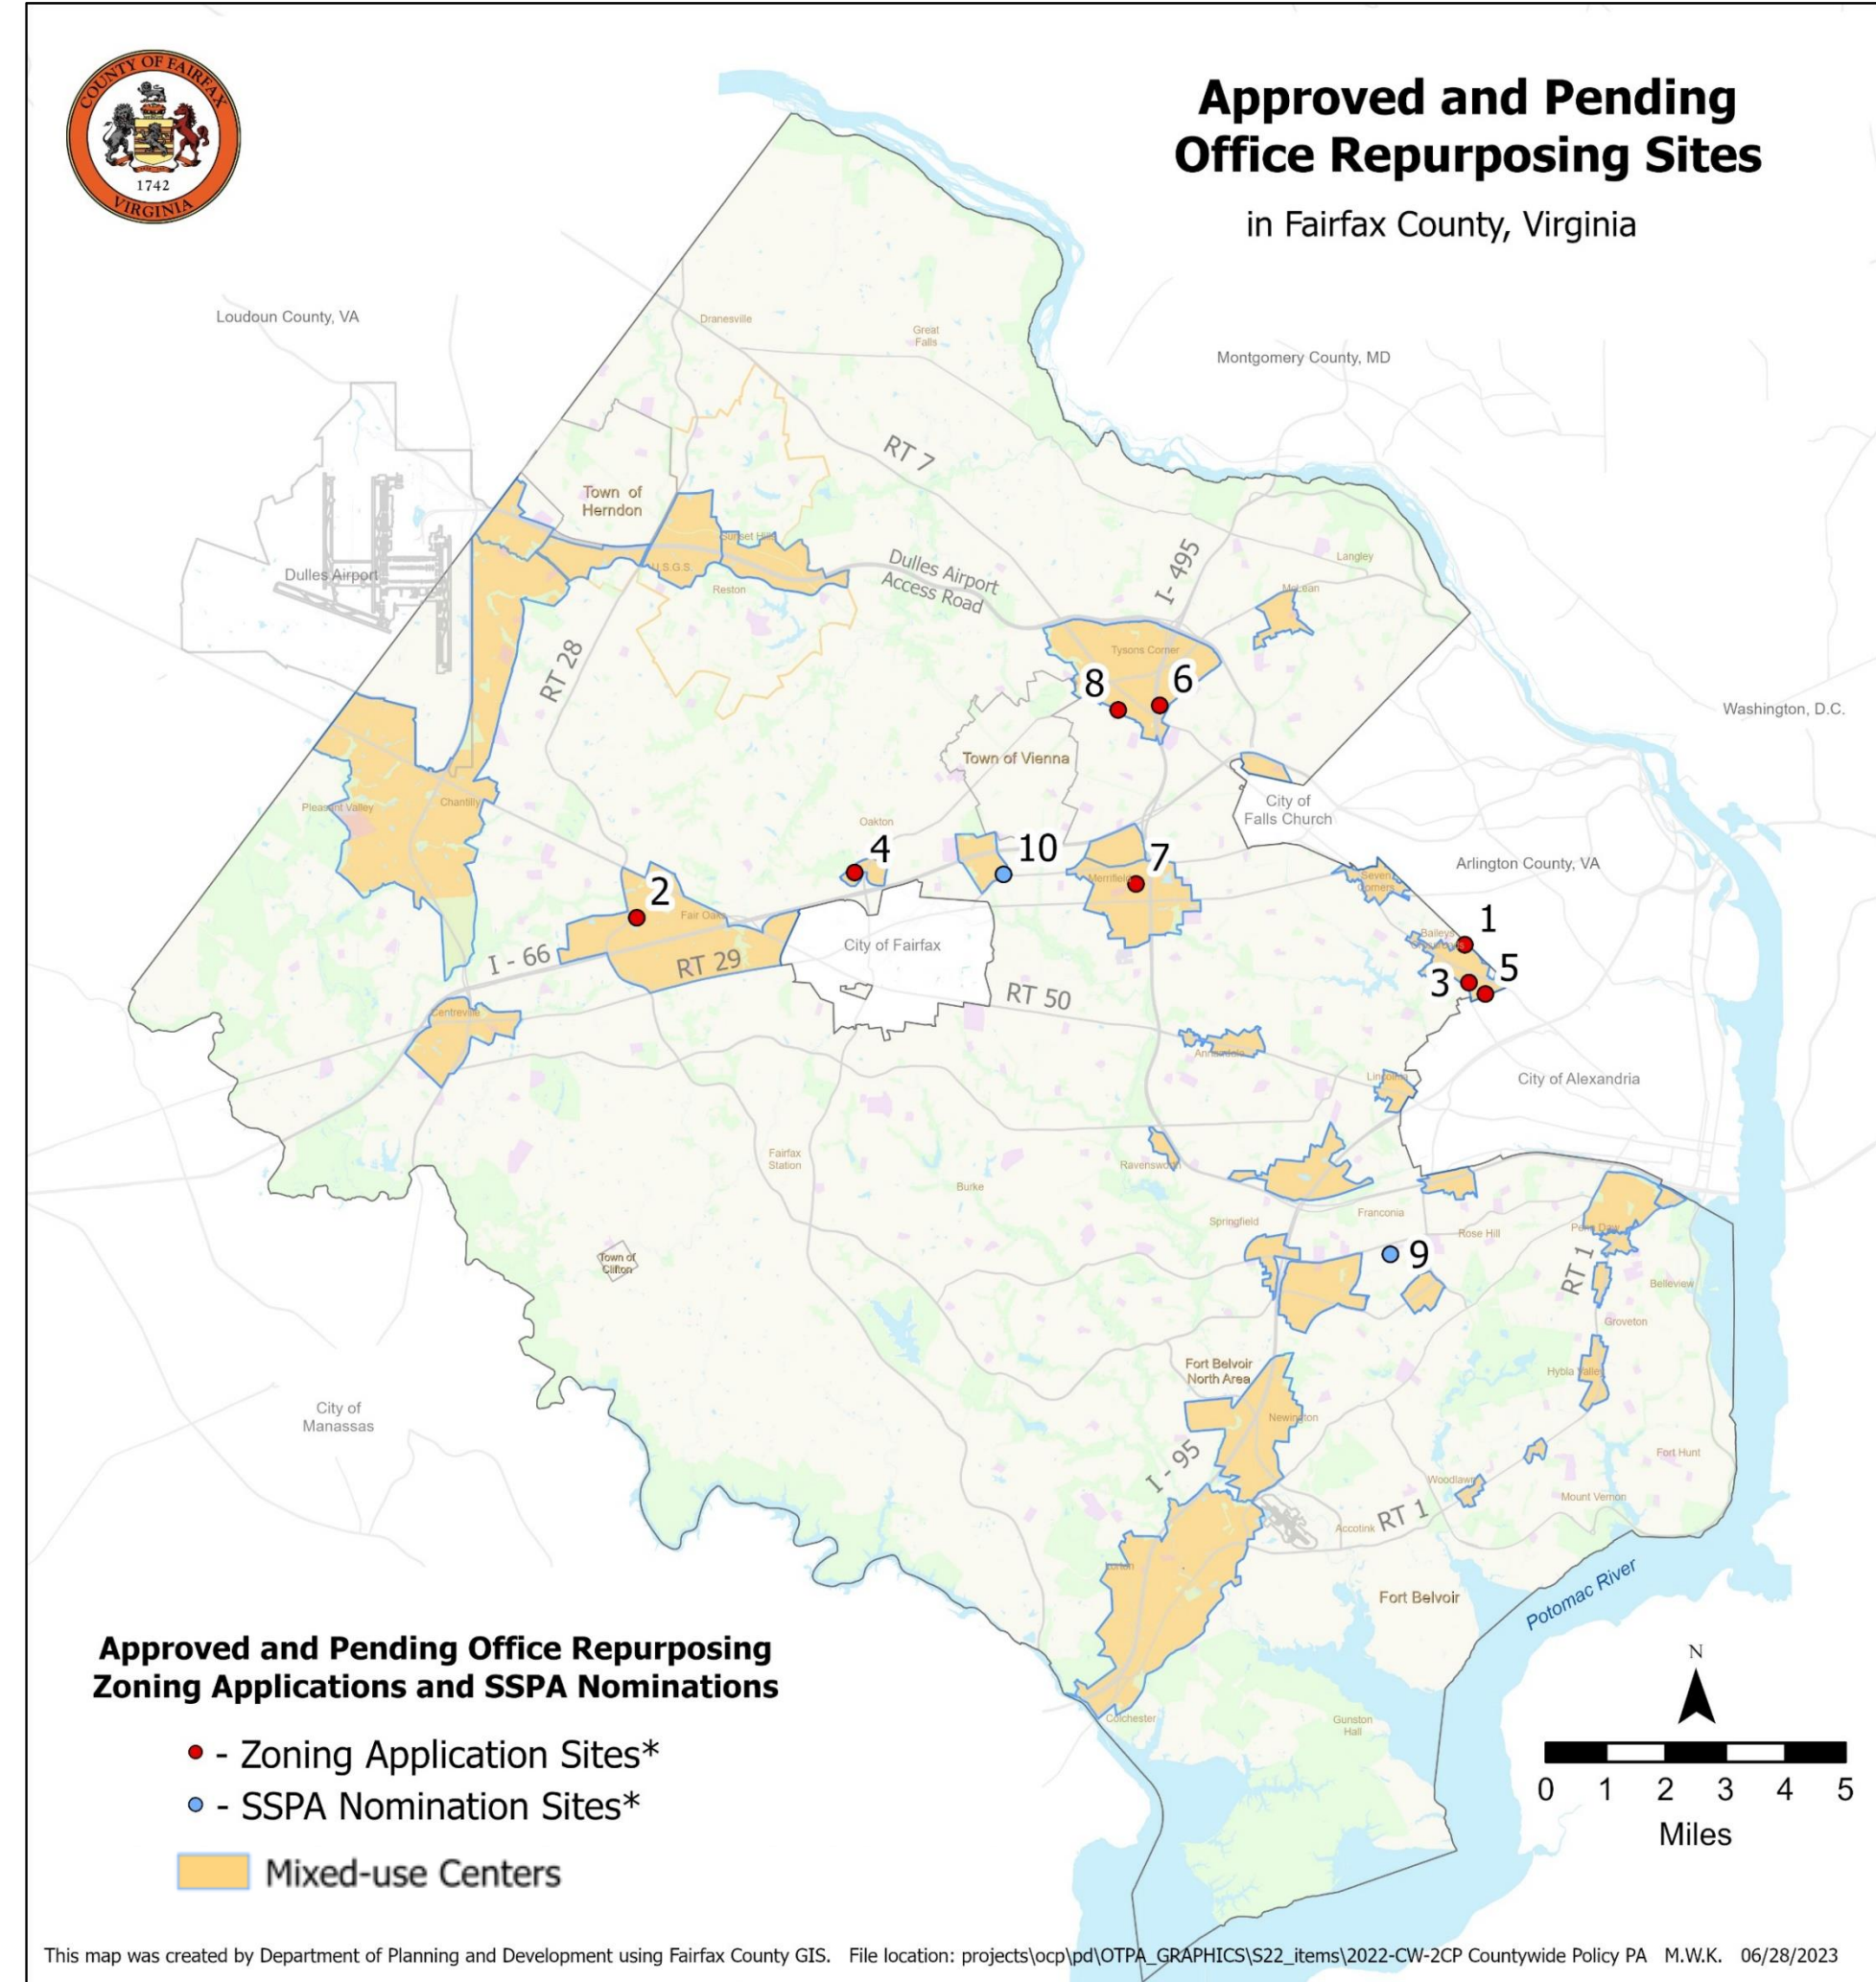 COUNTY OF FAIRFAX
1742
VIRGINIA
Approved and Pending
Office Repurposing Sites
in Fairfax County, Virginia
Loudoun County, VA
Dranesville
Great
Falls
Montgomery County, MD
RT 7
Town of
Herndon
Sunset Hills
U.S.G.S.
Reston
Dulles Airport
Dulles Airport
Access Road
I- 495
Langley
McLean
RT 28
Tysons Corner
8
6
Washington, D.C.
Town of Vienna
Pleasant Valley
Chantilly
City of
Falls Church
Oakton
4
10
7
Merrifield
Arlington County, VA
Seven
Corners
2
Fair Oaks
City of Fairfax
I - 66
RT 29
1
Baileys
Crossroads
3
5
RT 50
Centreville
Annandale
Lincolnia
City of Alexandria
Fairfax
Station
Ravensworth
Burke
Springfield
Franconia
Rose Hill
Penn Daw
Town of
Clifton
9
RT 1
Belleview
Groveton
Fort Belvoir
North Area
Hybla Valley
City of
Manassas
Newington
I - 95
Fort Hunt
Woodlawn
Mount Vernon
Accotink
RT 1
Lorton
Fort Belvoir
Potomac River
Colchester
Gunston
Hall
Approved and Pending Office Repurposing
Zoning Applications and SSPA Nominations
- Zoning Application Sites*
- SSPA Nomination Sites*
Mixed-use Centers
N
0 1 2 3 4 5
Miles
This map was created by Department of Planning and Development using Fairfax County GIS. File location: projects\ocp\pd\OTPA_GRAPHICS\S22_items\2022-CW-2CP Countywide Policy PA M.W.K. 06/28/2023